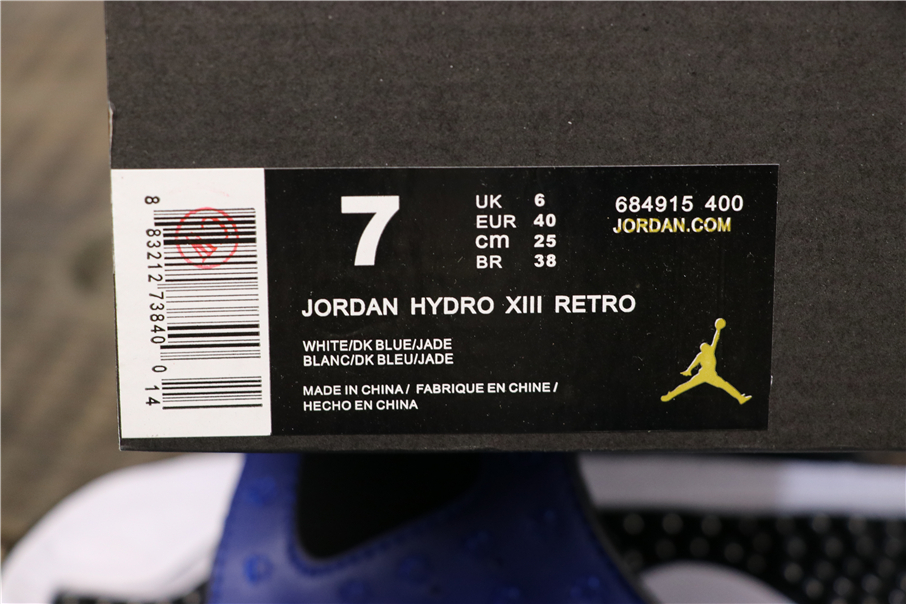 8 83212 73840 0 14
7
UK 6
EUR 40
cm 25
BR 38
684915 400
JORDAN.COM
JORDAN HYDRO XIII RETRO
WHITE/DK BLUE/JADE
BLANC/DK BLEU/JADE
MADE IN CHINA / FABRIQUE EN CHINE /
HECHO EN CHINA